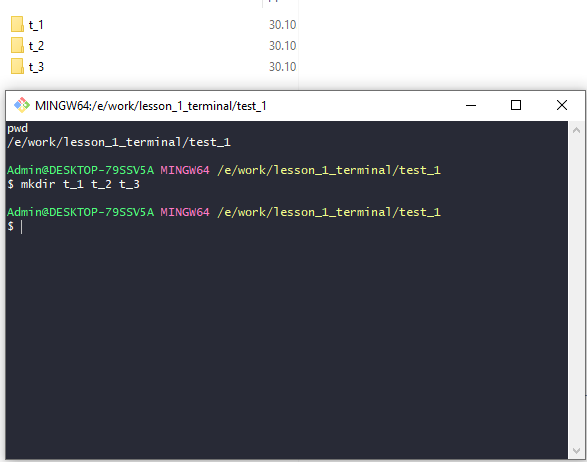 t_1 30.10
t_2 30.10
t_3 30.10
MINGW64:/e/work/lesson_1_terminal/test_1
pwd
/e/work/lesson_1_terminal/test_1
Admin@DESKTOP-79SSV5A MINGW64 /e/work/lesson_1_terminal/test_1
$ mkdir t_1 t_2 t_3
Admin@DESKTOP-79SSV5A MINGW64 /e/work/lesson_1_terminal/test_1
$